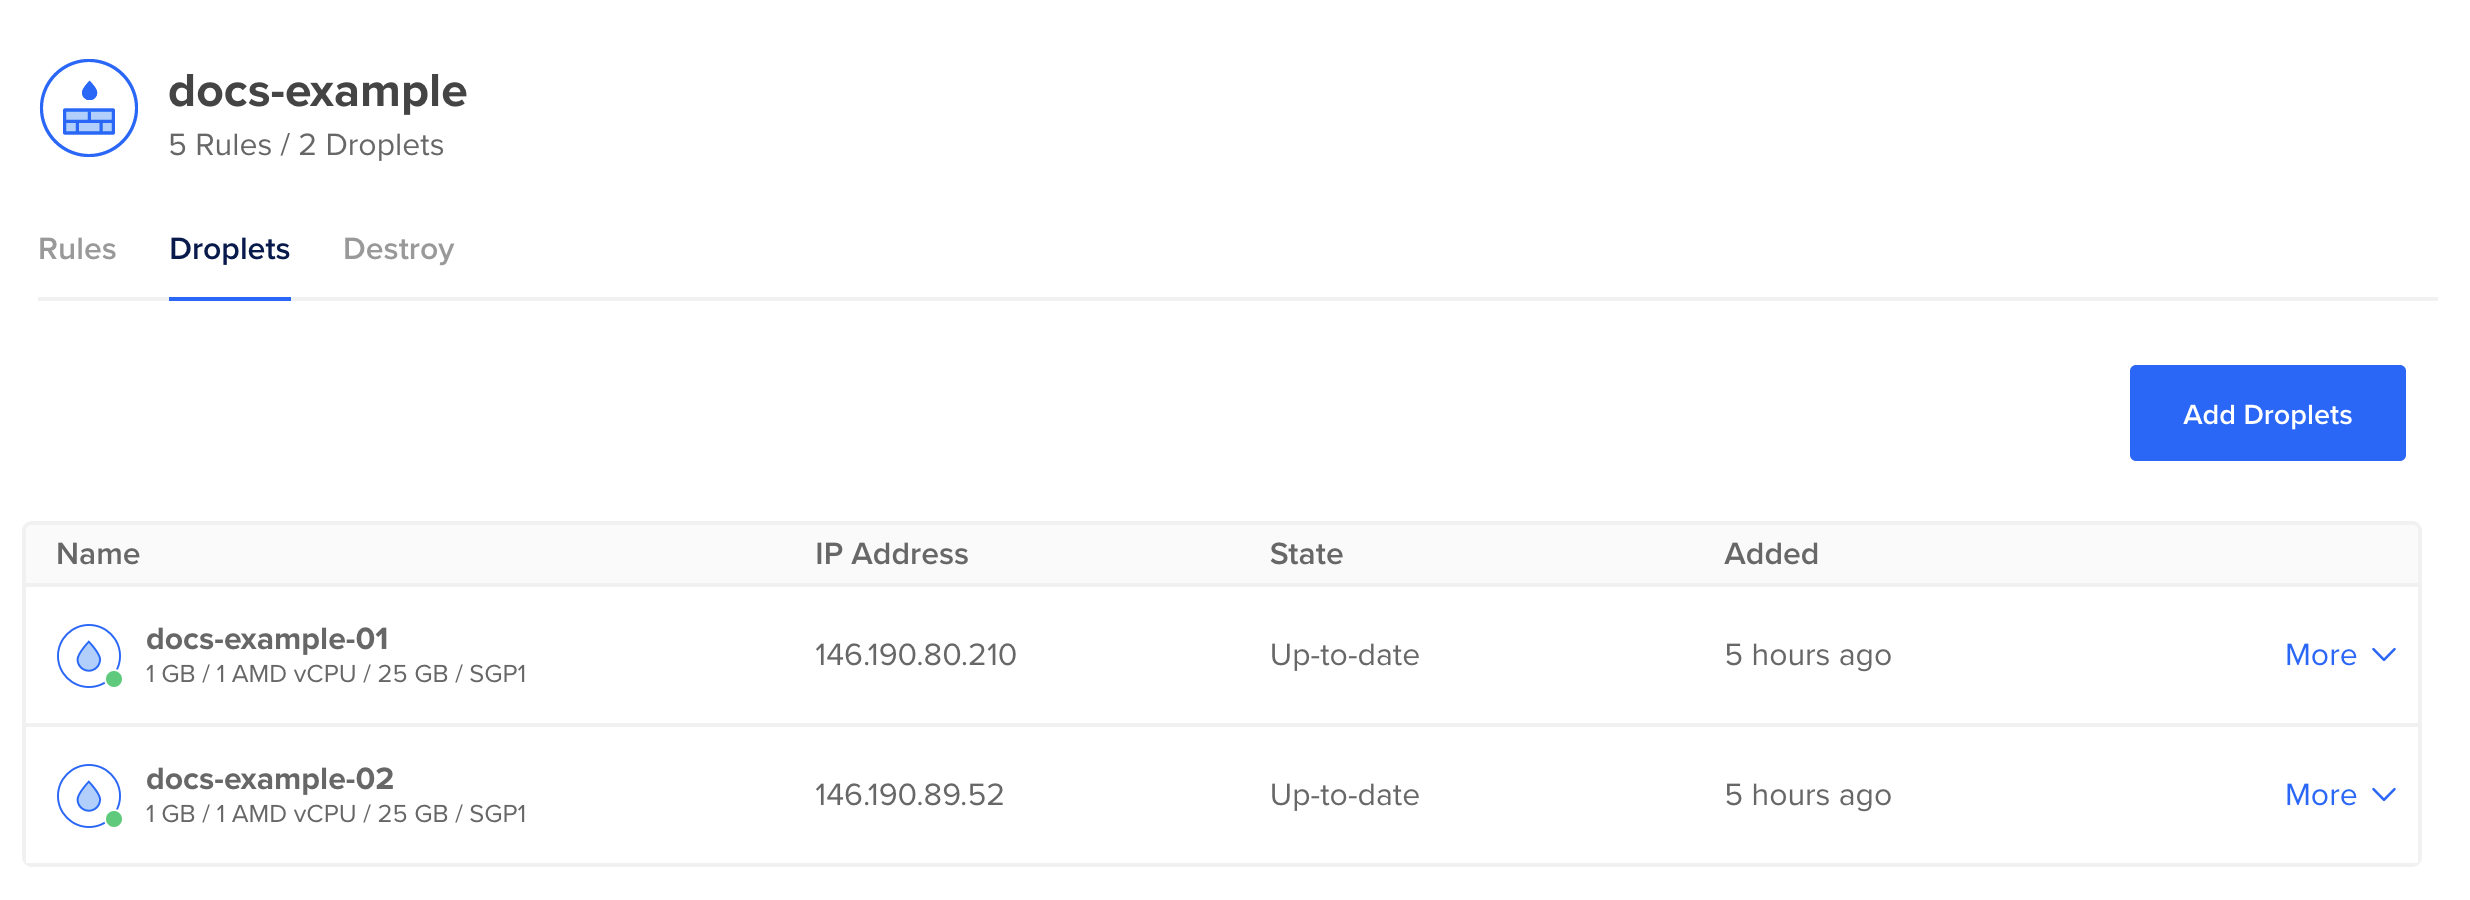 docs-example
5 Rules / 2 Droplets
Rules Droplets Destroy
Add Droplets
Name IP Address State Added
docs-example-01
1 GB / 1 AMD vCPU / 25 GB / SGP1
146.190.80.210 Up-to-date 5 hours ago More
docs-example-02
1 GB / 1 AMD vCPU / 25 GB / SGP1
146.190.89.52 Up-to-date 5 hours ago More